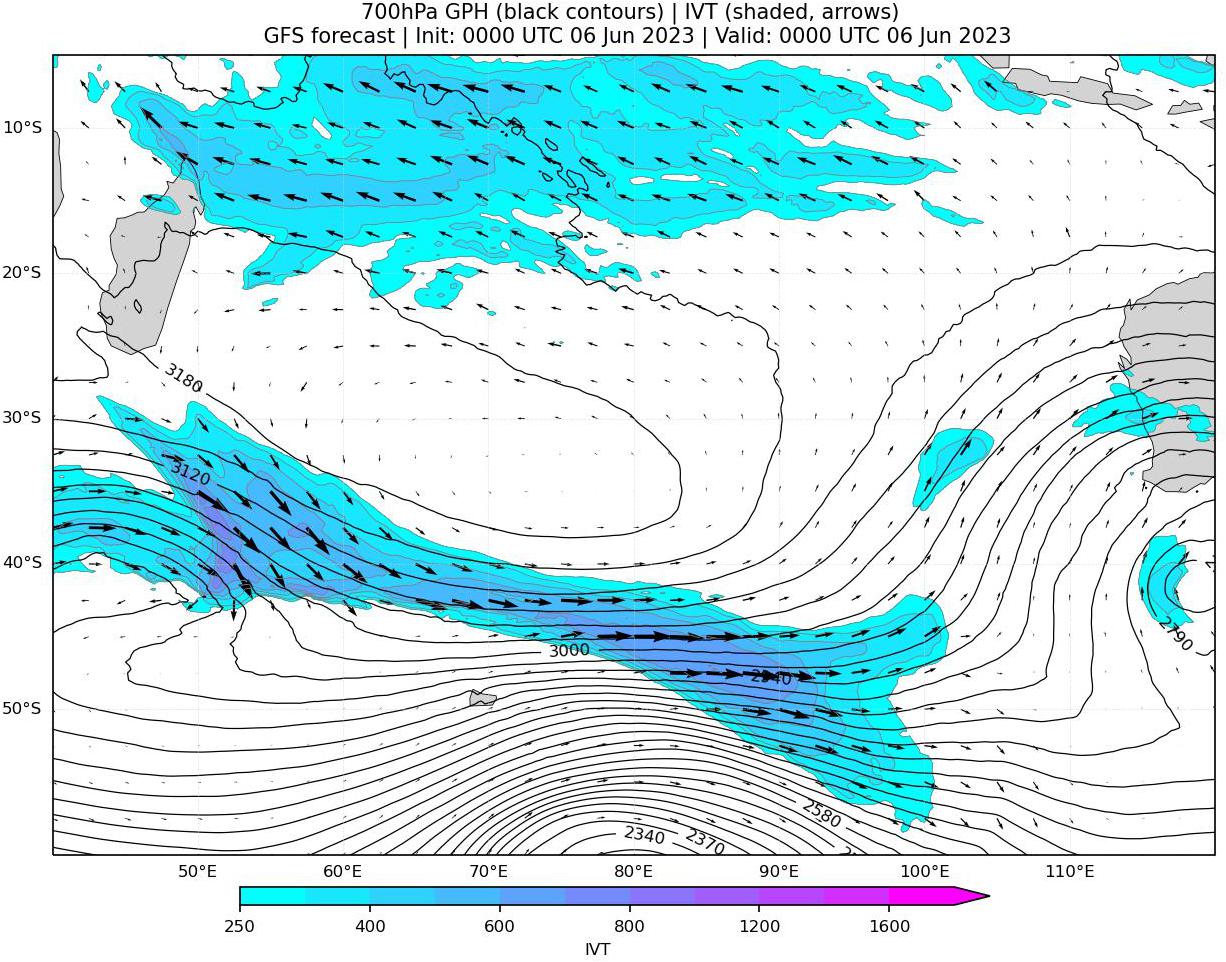 700hPa GPH (black contours) | IVT (shaded, arrows)
GFS forecast | Init: 0000 UTC 06 Jun 2023 | Valid: 0000 UTC 06 Jun 2023
10°S
20°S
3180
30°S
3120
40°S
2790
3000
2940
50°S
2580
2340
2370
50°E
60°E
70°E
80°E
90°E
100°E
110°E
250
400
600
800
1200
1600
IVT